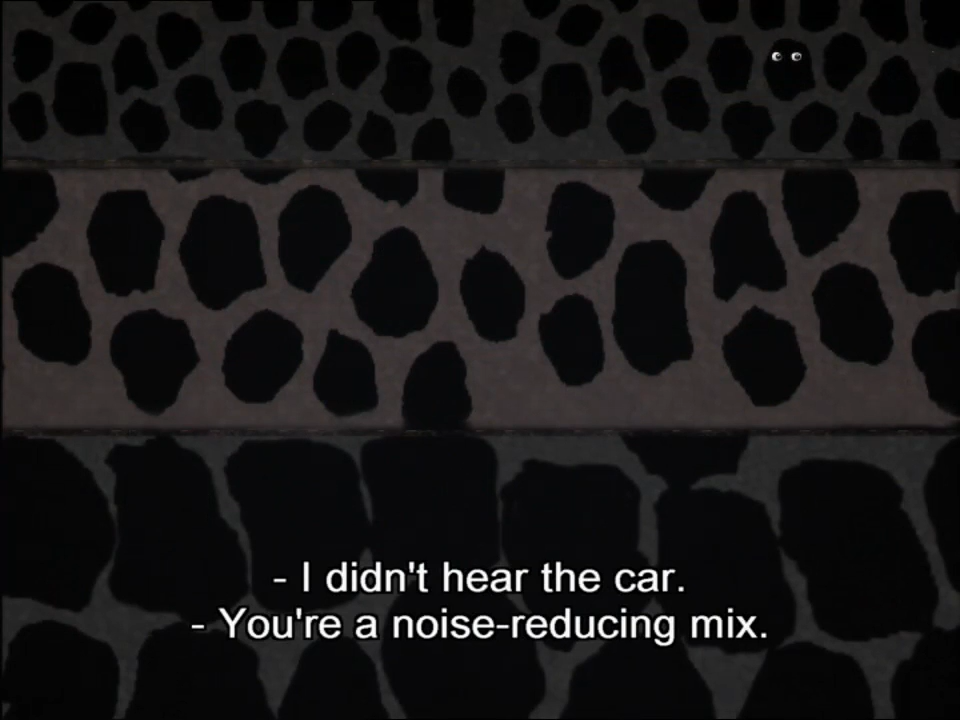 - I didn't hear the car.
- You're a noise-reducing mix.